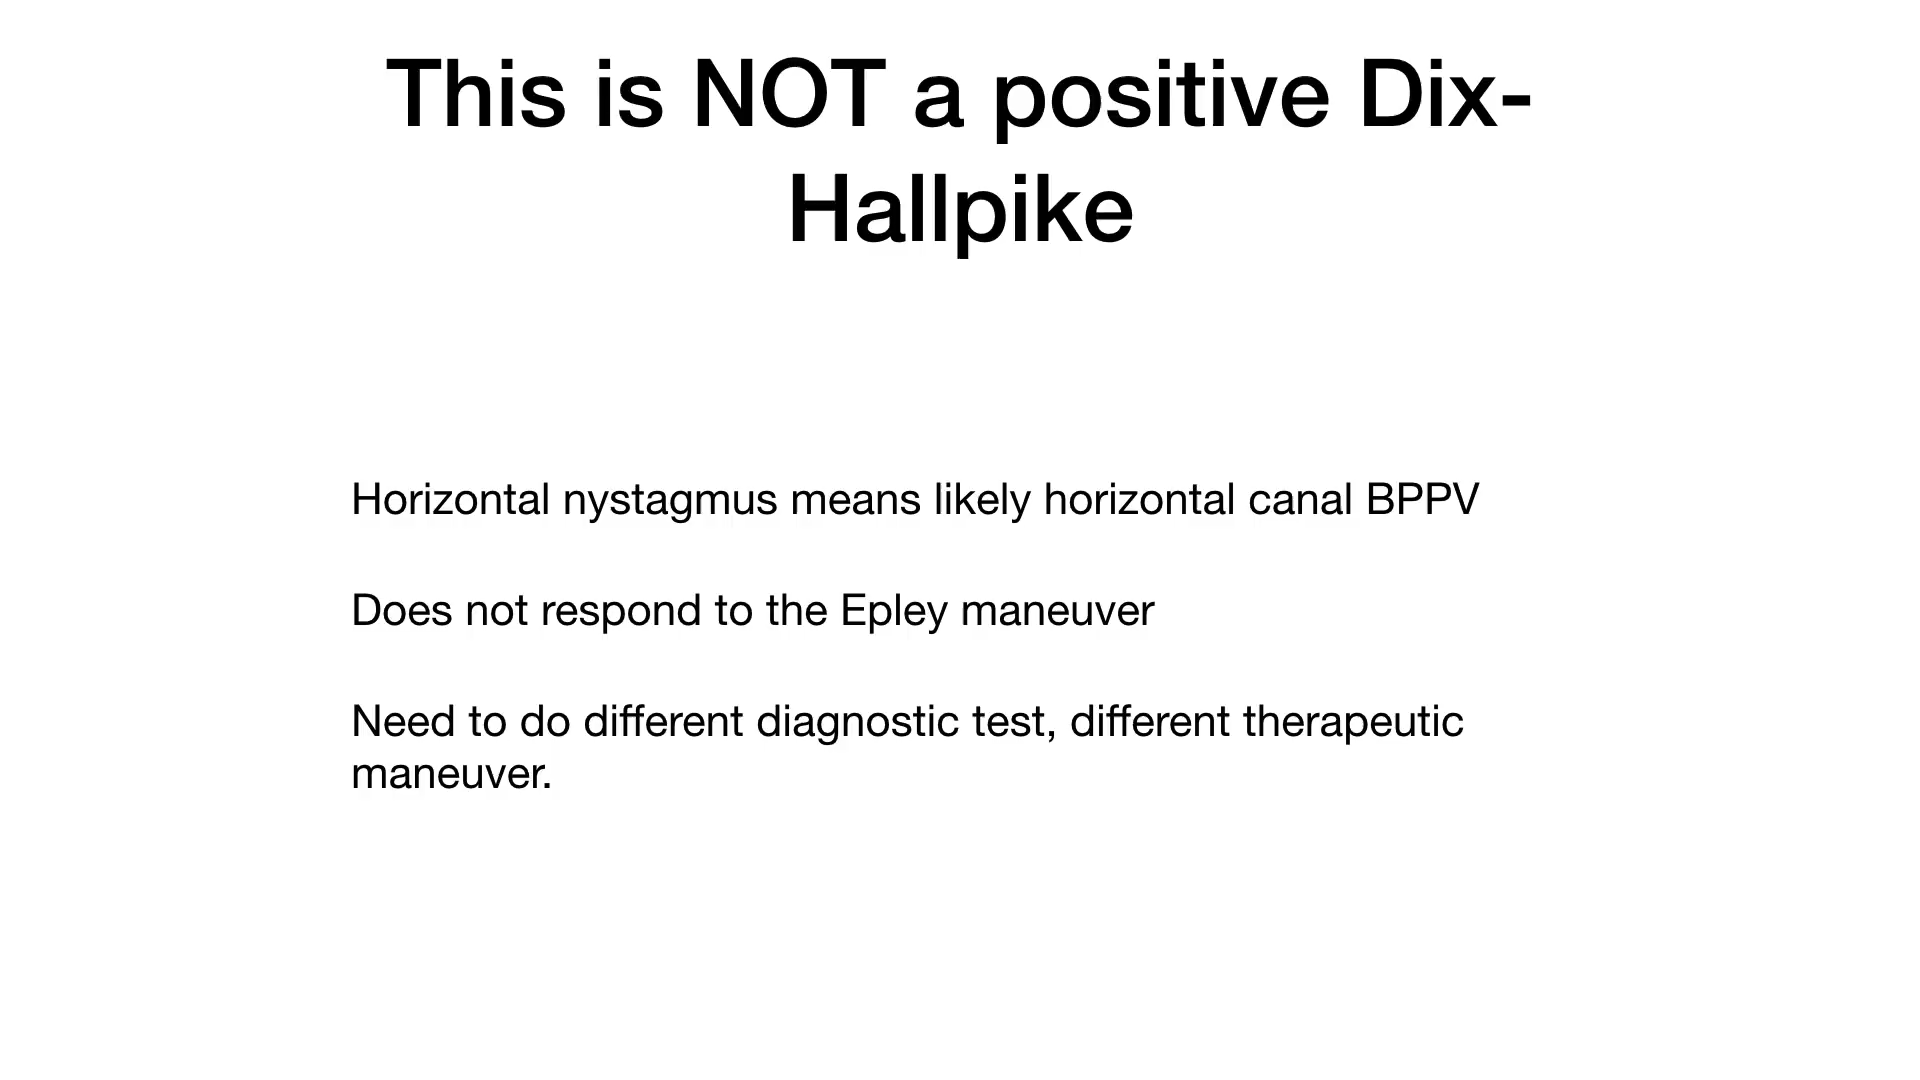 This is NOT a positive Dix-
Hallpike
Horizontal nystagmus means likely horizontal canal BPPV
Does not respond to the Epley maneuver
Need to do different diagnostic test, different therapeutic
maneuver.